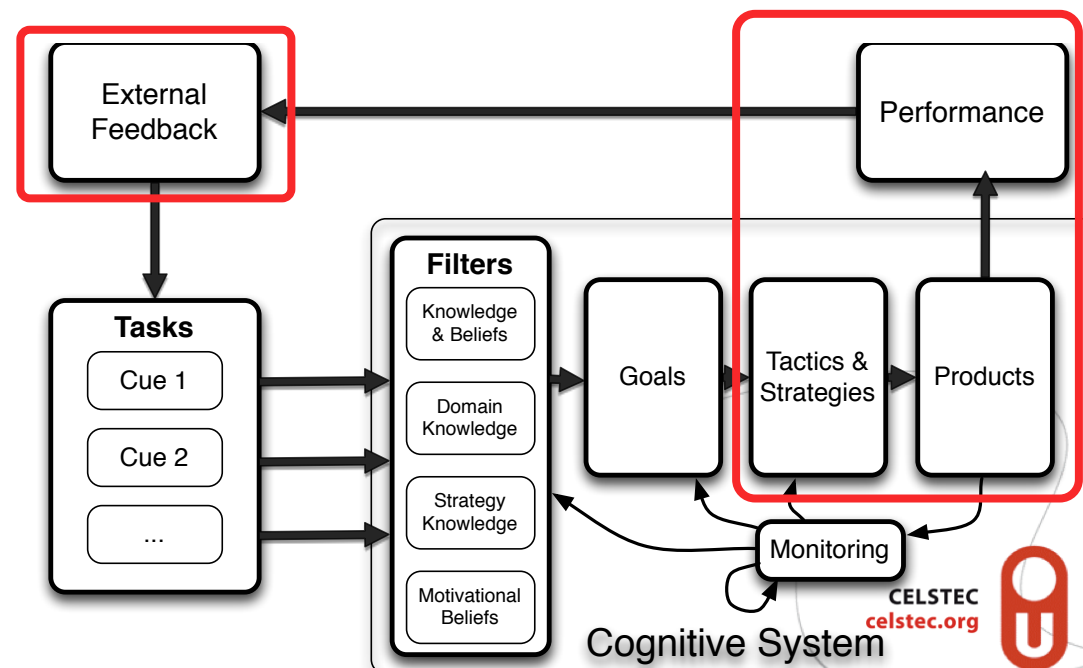 External
Feedback
Performance
Filters
Knowledge
& Beliefs
Domain
Knowledge
Strategy
Knowledge
Motivational
Beliefs
Tasks
Cue 1
Cue 2
...
Goals
Tactics &
Strategies
Products
Monitoring
Cognitive System
CELSTEC
celstec.org
U